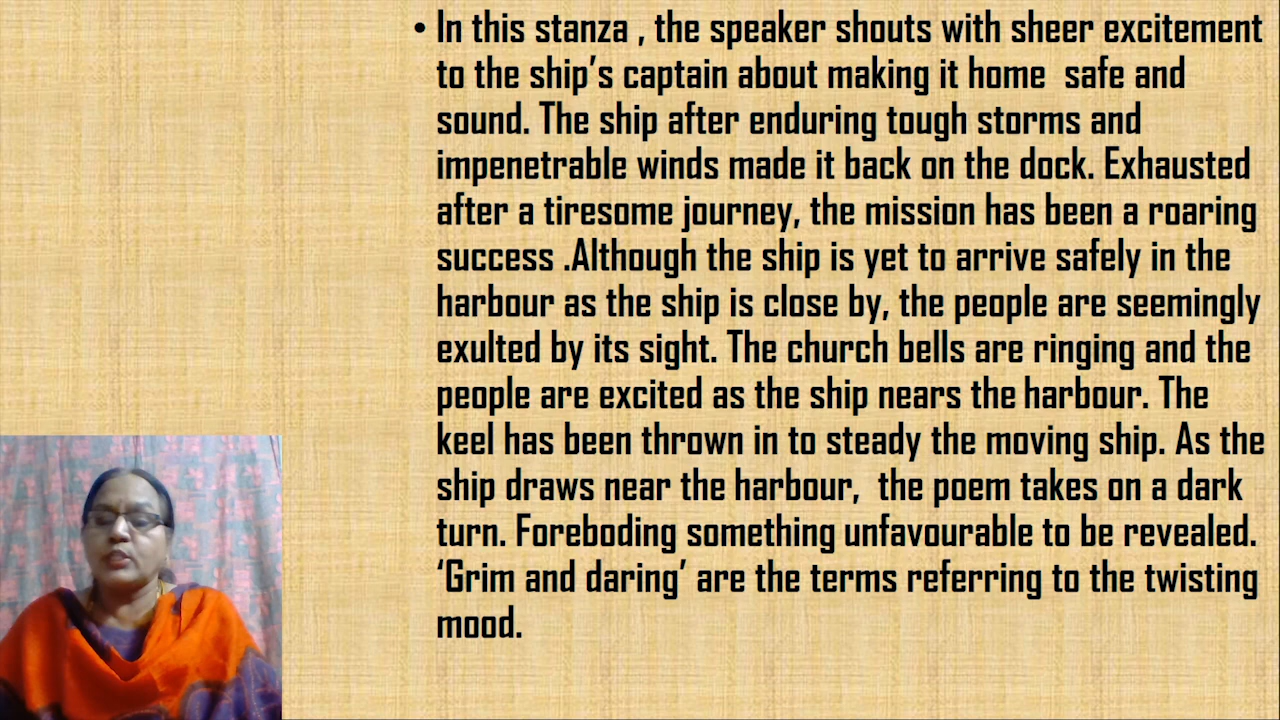 • In this stanza , the speaker shouts with sheer excitement
to the ship’s captain about making it home  safe and
sound. The ship after enduring tough storms and
impenetrable winds made it back on the dock. Exhausted
after a tiresome journey, the mission has been a roaring
success .Although the ship is yet to arrive safely in the
harbour as the ship is close by, the people are seemingly
exulted by its sight. The church bells are ringing and the
people are excited as the ship nears the harbour. The
keel has been thrown in to steady the moving ship. As the
ship draws near the harbour,  the poem takes on a dark
turn. Foreboding something unfavourable to be revealed.
‘Grim and daring’ are the terms referring to the twisting
mood.